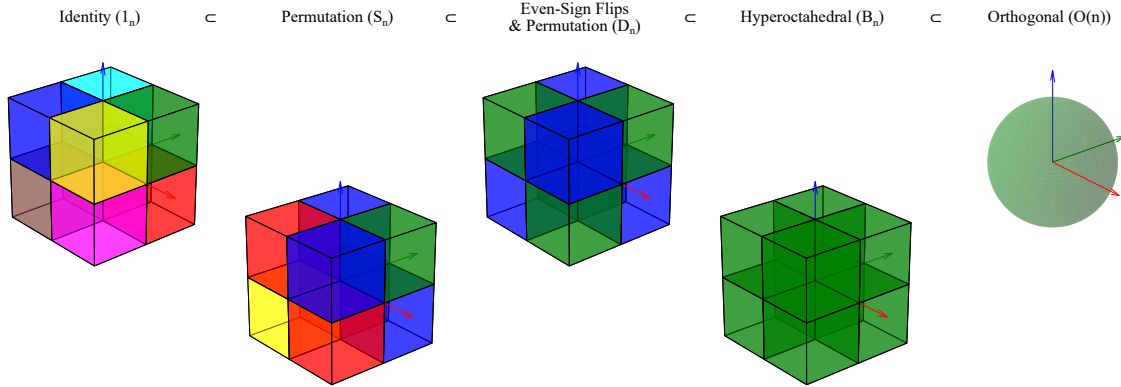 Identity (1ₙ) ⊂ Permutation (Sₙ) ⊂ Even-Sign Flips
& Permutation (Dₙ) ⊂ Hyperoctahedral (Bₙ) ⊂ Orthogonal (O(n))